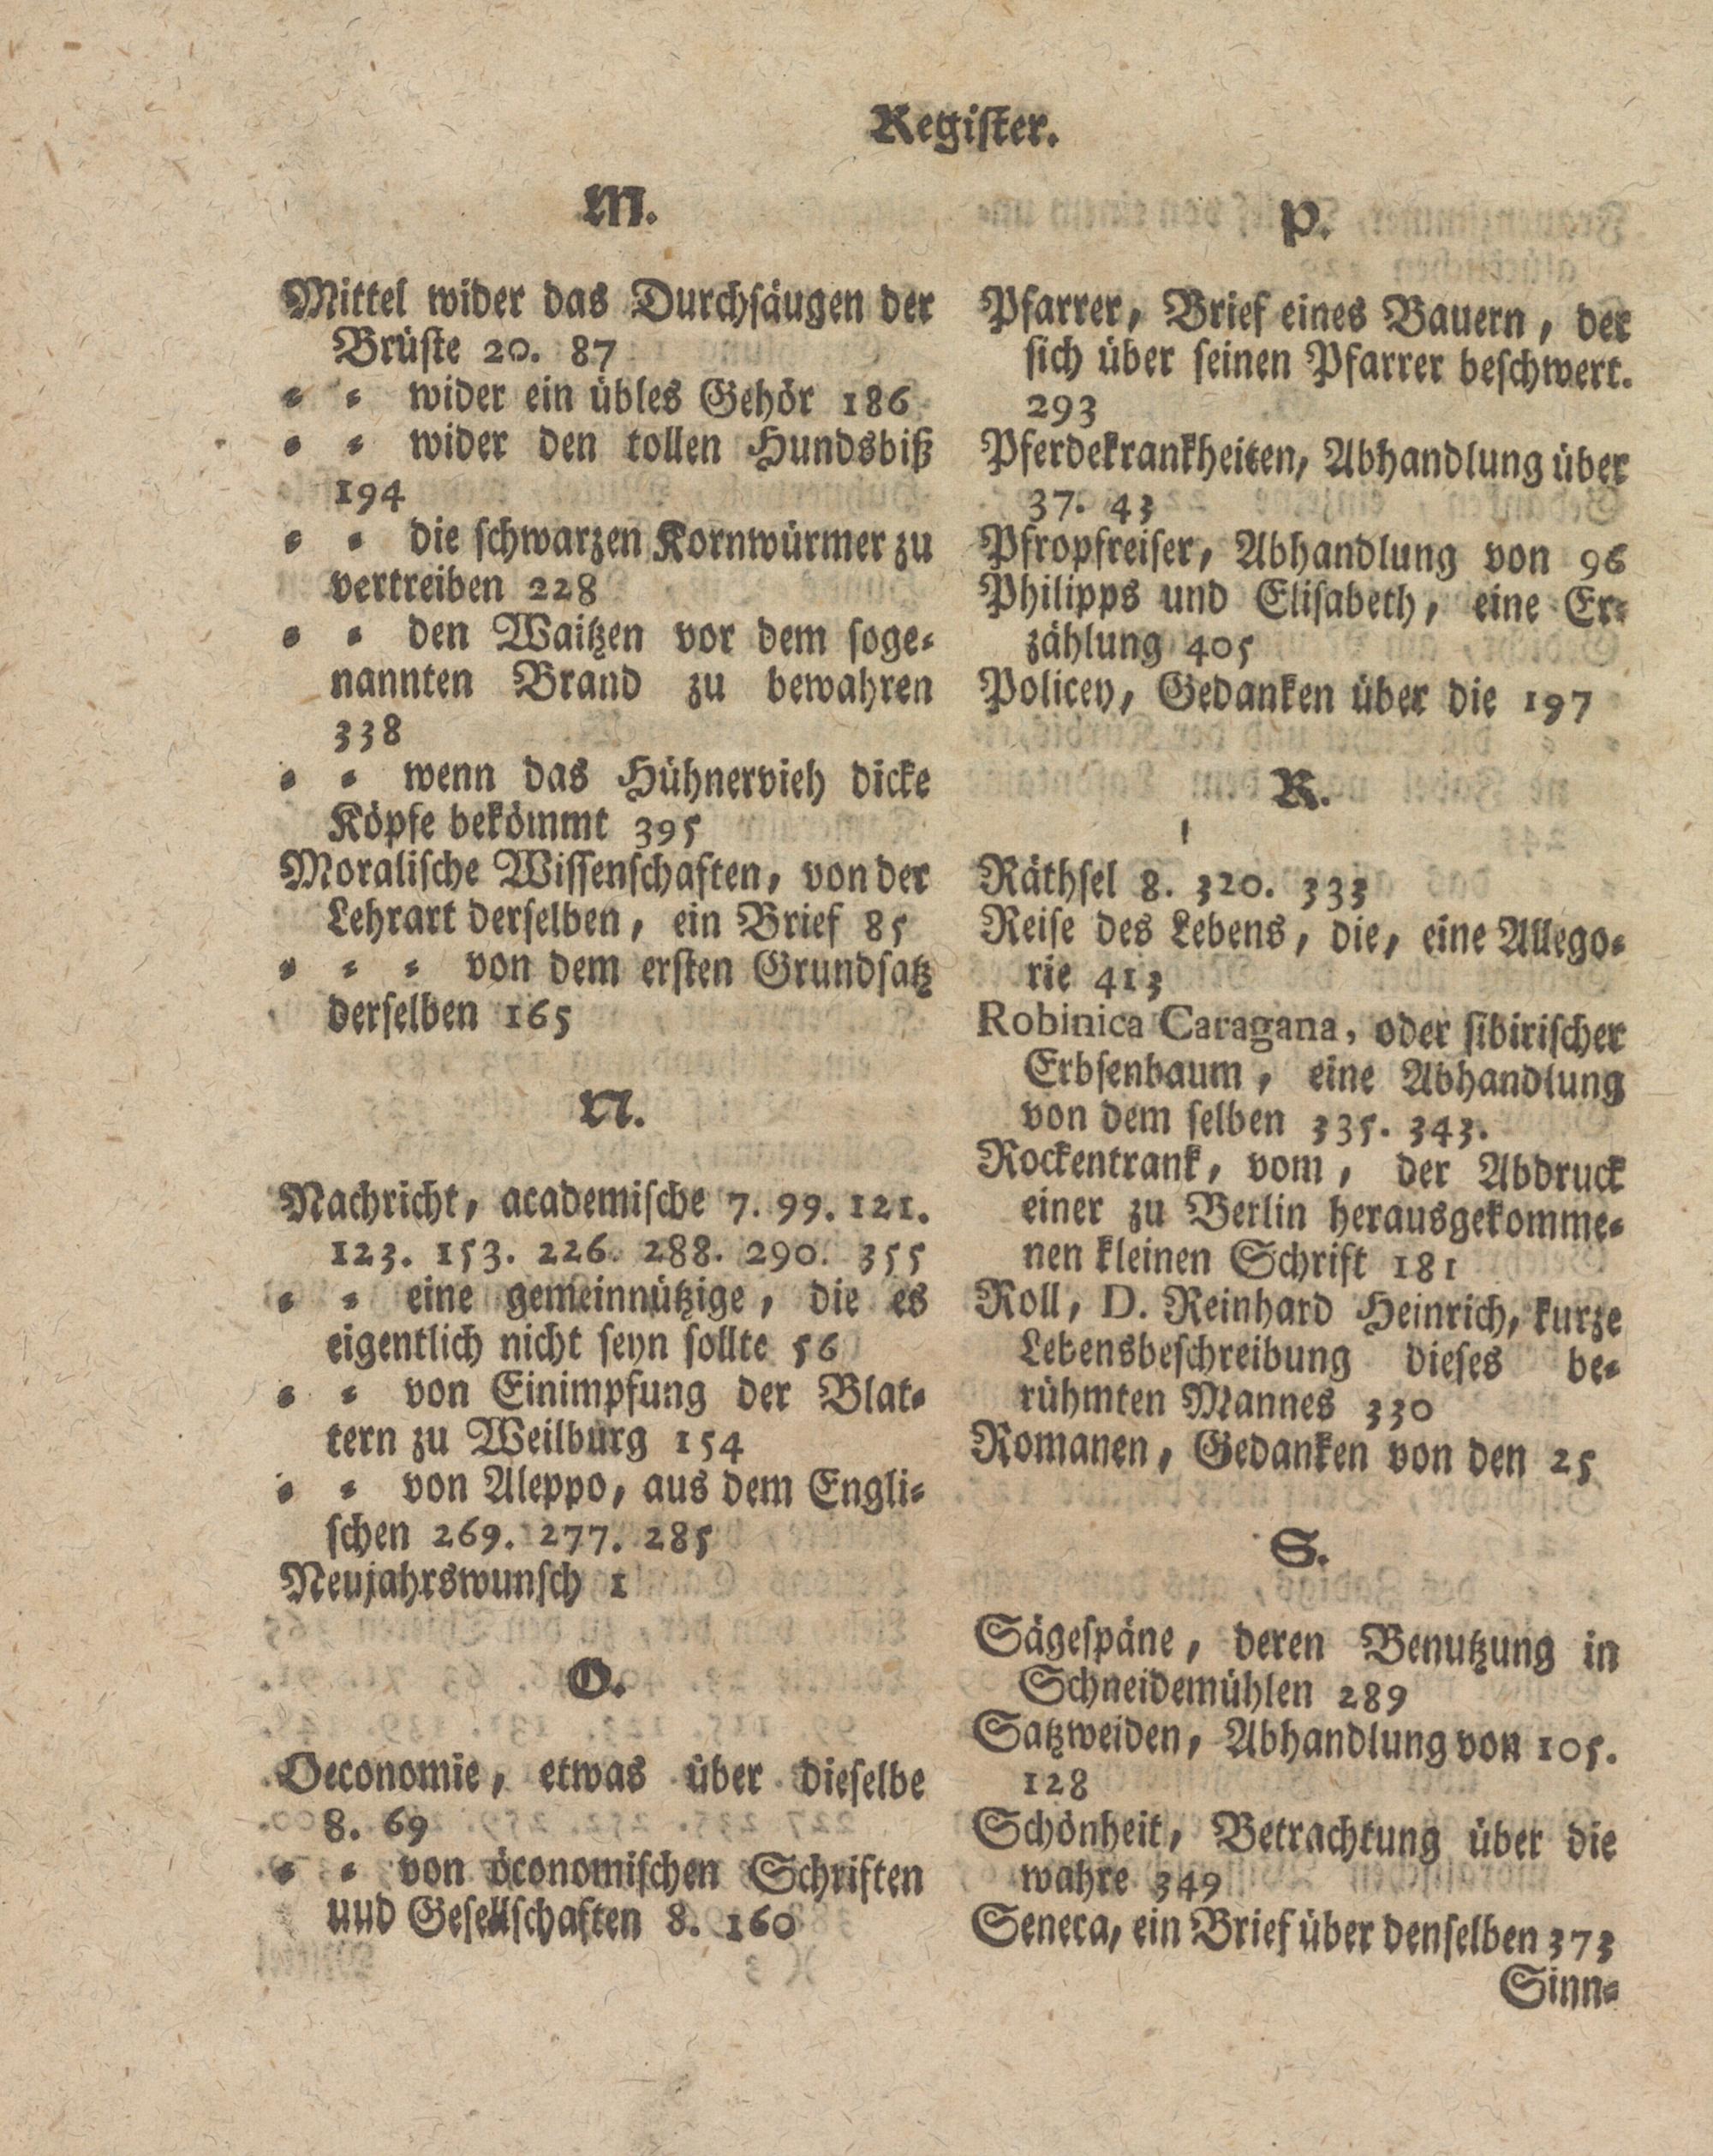 Register.
M.
Mittel wider das Durchsäugen der
Brüste 20. 87
⸗ ⸗ wider ein übles Gehör 186
⸗ ⸗ wider den tollen Hundsbiß
194
⸗ ⸗ die schwarzen Kornwürmer zu
vertreiben 228
⸗ ⸗ den Waitzen vor dem soge⸗
nannten Brand zu bewahren
338
⸗ ⸗ wenn das Hühnervieh dicke
Köpfe bekömmt 395
Moralische Wissenschaften, von der
Lehrart derselben, ein Brief 85
⸗ ⸗ ⸗ von dem ersten Grundsatz
derselben 165
N.
Nachricht, academische 7. 99. 121.
123. 153. 226. 288. 290. 355
⸗ ⸗ eine gemeinnützige, die es
eigentlich nicht seyn sollte 56
⸗ ⸗ von Einimpfung der Blat⸗
tern zu Weilburg 154
⸗ ⸗ von Aleppo, aus dem Engli⸗
schen 269. 277. 285
Neujahrswunsch 1
O.
Oeconomie, etwas über dieselbe
8. 69
⸗ ⸗ von öconomischen Schriften
uud Gesellschaften 8. 160
P.
Pfarrer, Brief eines Bauern, der
sich über seinen Pfarrer beschwert.
293
Pferdekrankheiten, Abhandlung über
37. 43
Pfropfreiser, Abhandlung von 96
Philipps und Elisabeth, eine Er⸗
zählung 405
Policey, Gedanken über die 197
R.
Räthsel 8. 320. 333
Reise des Lebens, die, eine Allego⸗
rie 413
Robinica Caragana, oder sibirischer
Erbsenbaum, eine Abhandlung
von dem selben 335. 343.
Rockentrank, vom, der Abdruck
einer zu Berlin herausgekomme⸗
nen kleinen Schrift 181
Roll, D. Reinhard Heinrich, kurze
Lebensbeschreibung dieses be⸗
rühmten Mannes 330
Romanen, Gedanken von den 25
S.
Sägespäne, deren Benutzung in
Schneidemühlen 289
Satzweiden, Abhandlung von 105.
128
Schönheit, Betrachtung über die
wahre 349
Seneca, ein Brief über denselben 373
Sinn⸗